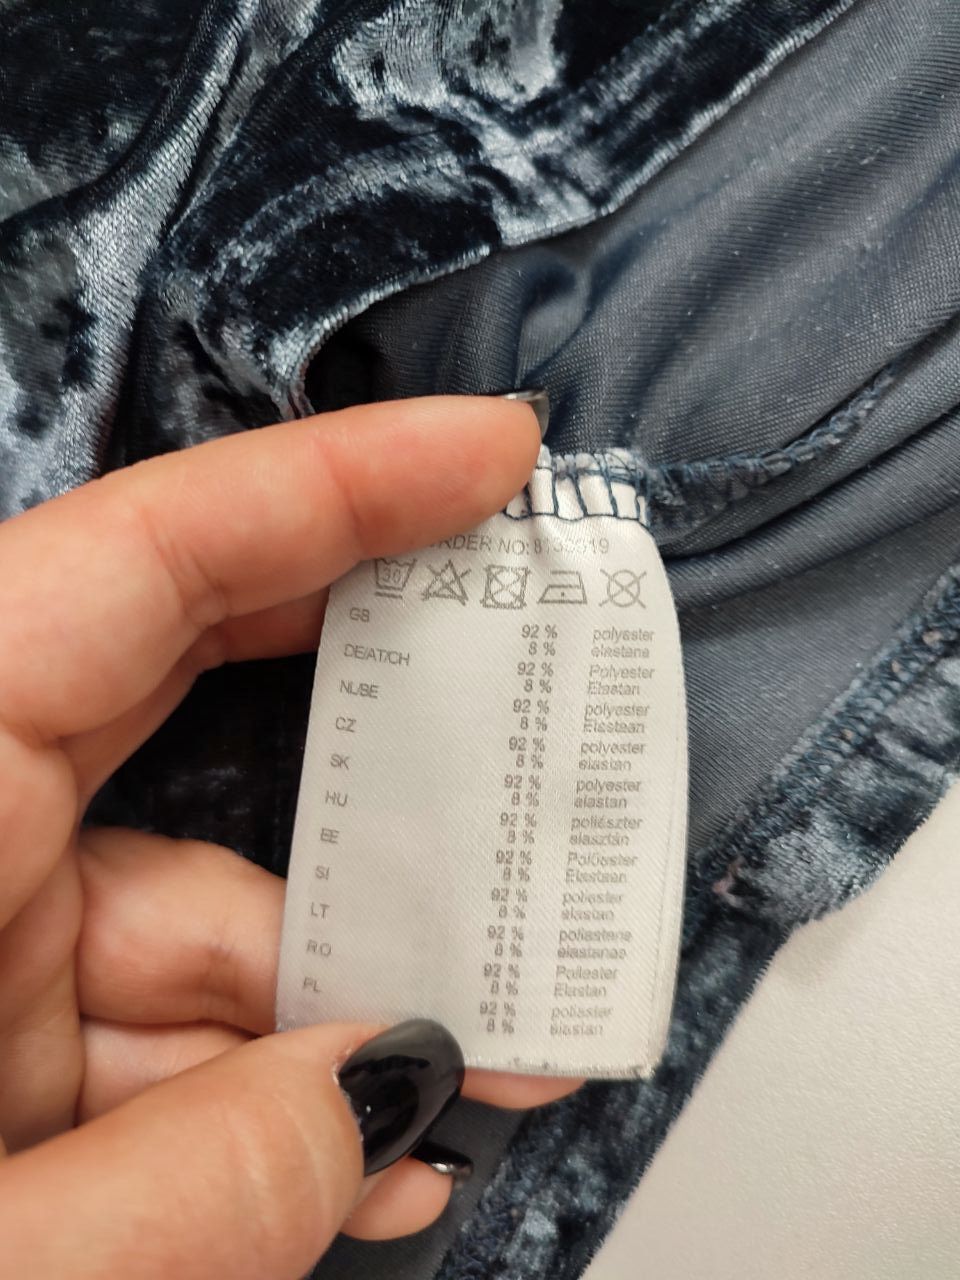 ORDER NO:
30
GB 92 % polyester
8 % elastane
DE/AT/CH 92 % Polyester
8 % Elastan
NL/BE 92 % polyester
8 % Elastaan
CZ 92 % polyester
8 % elastan
SK 92 % polyester
8 % elastan
HU 92 % poliészter
8 % elasztán
EE 92 % Polüester
8 % Elastaan
SI 92 % poliester
8 % elastan
LT 92 % poliesteris
8 % elastanas
RO 92 % Poliester
8 % Elastan
PL 92 % poliester
8 % elastan